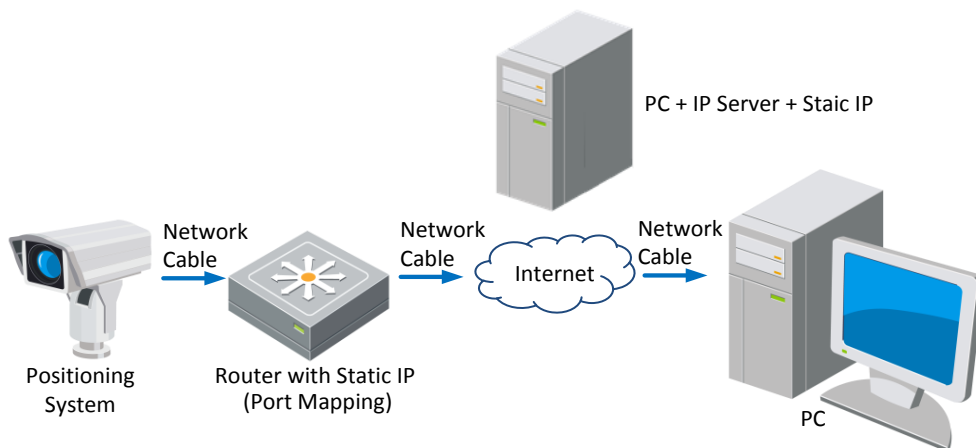 PC + IP Server + Staic IP
Network
Cable
Network
Cable
Internet
Network
Cable
Positioning
System
Router with Static IP
(Port Mapping)
PC